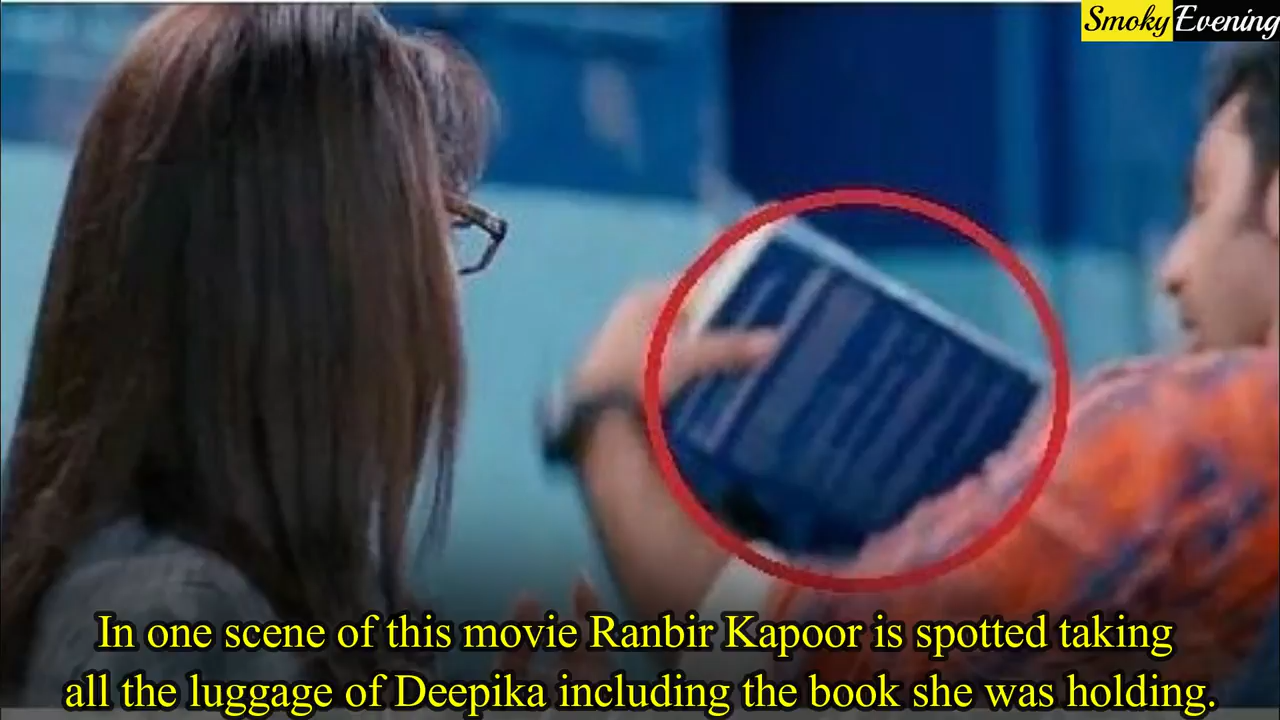 Smoky Evening
In one scene of this movie Ranbir Kapoor is spotted taking
all the luggage of Deepika including the book she was holding.